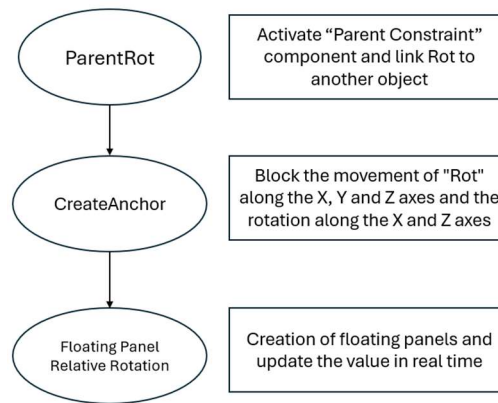 ParentRot
Activate “Parent Constraint”
component and link Rot to
another object
CreateAnchor
Block the movement of "Rot"
along the X, Y and Z axes and the
rotation along the X and Z axes
Floating Panel
Relative Rotation
Creation of floating panels and
update the value in real time